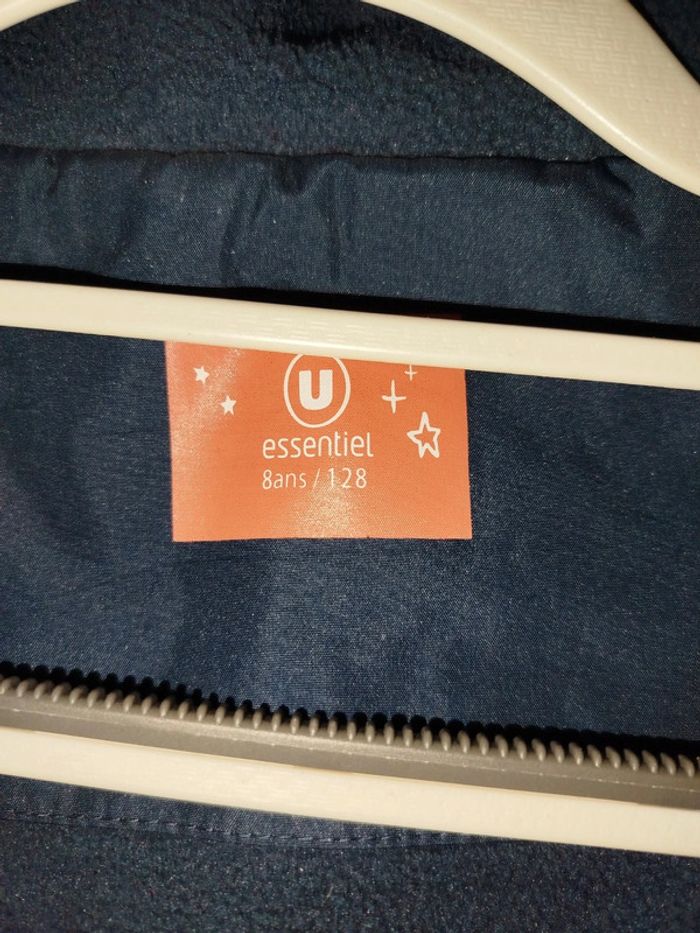 U
essentiel
8ans / 128